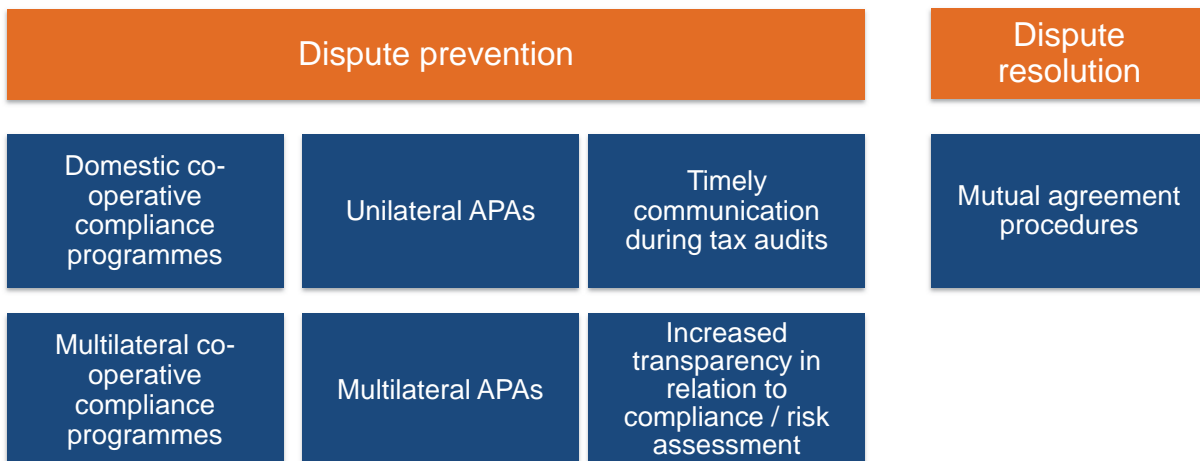 Dispute prevention
Dispute
resolution
Domestic co-
operative
compliance
programmes
Unilateral APAs
Timely
communication
during tax audits
Mutual agreement
procedures
Multilateral co-
operative
compliance
programmes
Multilateral APAs
Increased
transparency in
relation to
compliance / risk
assessment